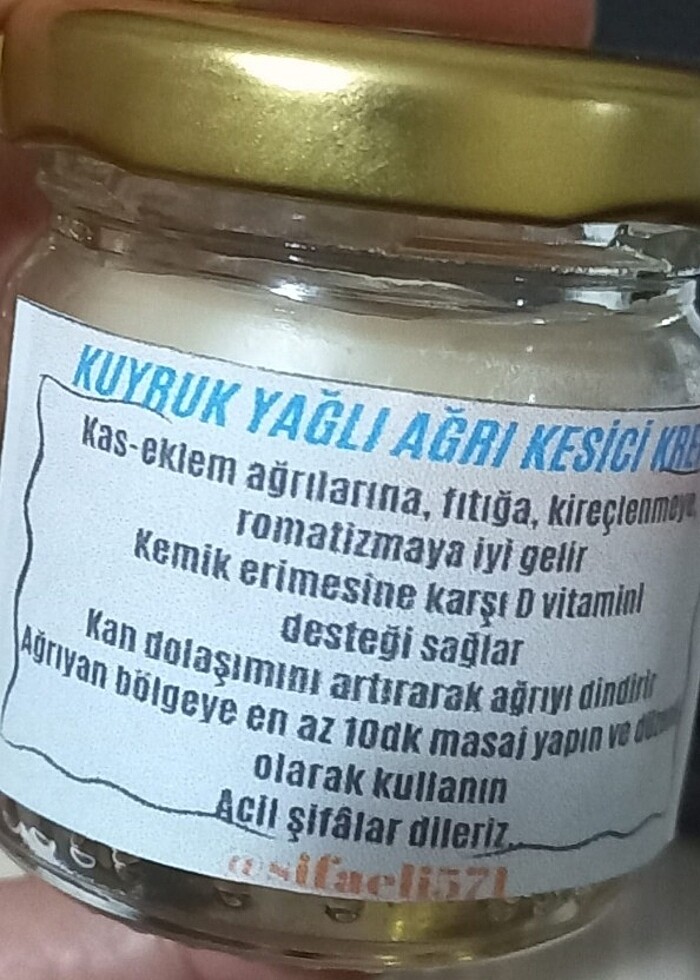 KUYRUK YAĞLI AĞRI KESİCİ
Kas-eklem ağrılarına, fıtığa, kireçlenmeye,
romatizmaya iyi gelir
Kemik erimesine karşı D vitamini
desteği sağlar
Kan dolaşımını artırarak ağrıyı dindirir
Ağrıyan bölgeye en az 10dk masaj yapın ve
olarak kullanın
Acil şifâlar dileriz
@sifaeli571